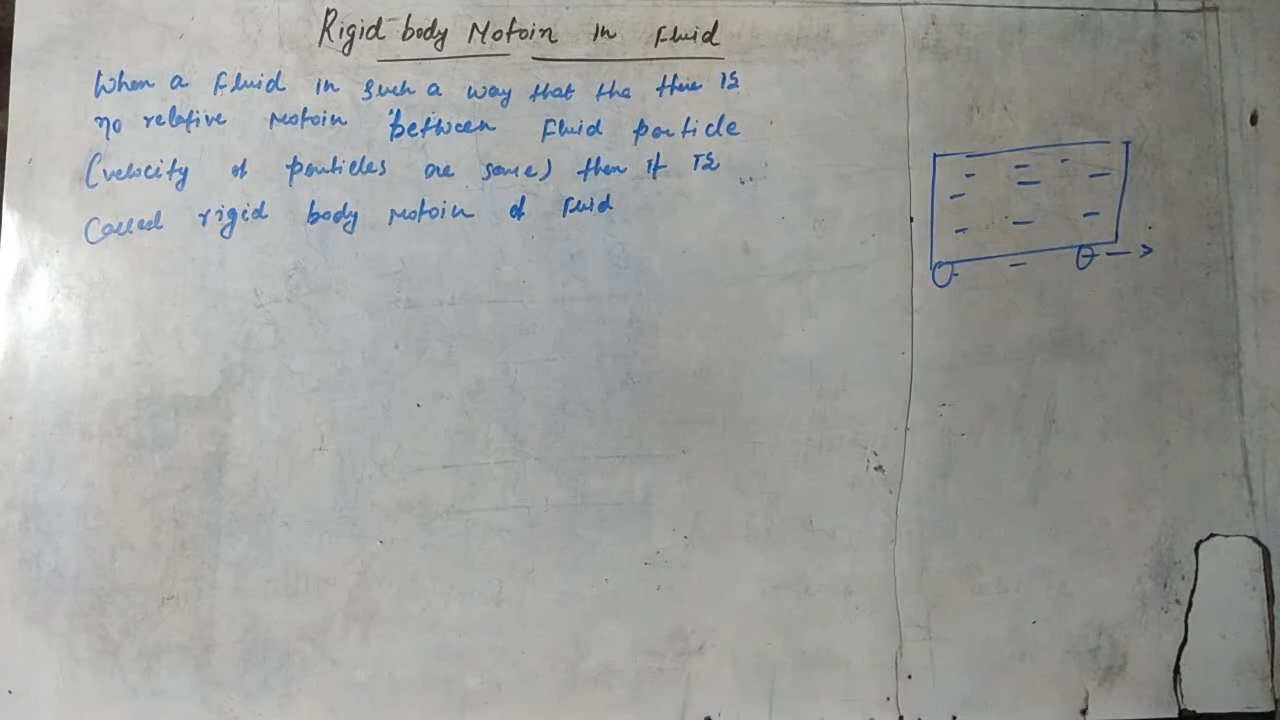 Rigid body Motoin in Fluid
When a Fluid in such a way that the there is
no relative Motoin between Fluid particle
(velocity of particles are same) then it is
Called rigid body Motoin of Fluid